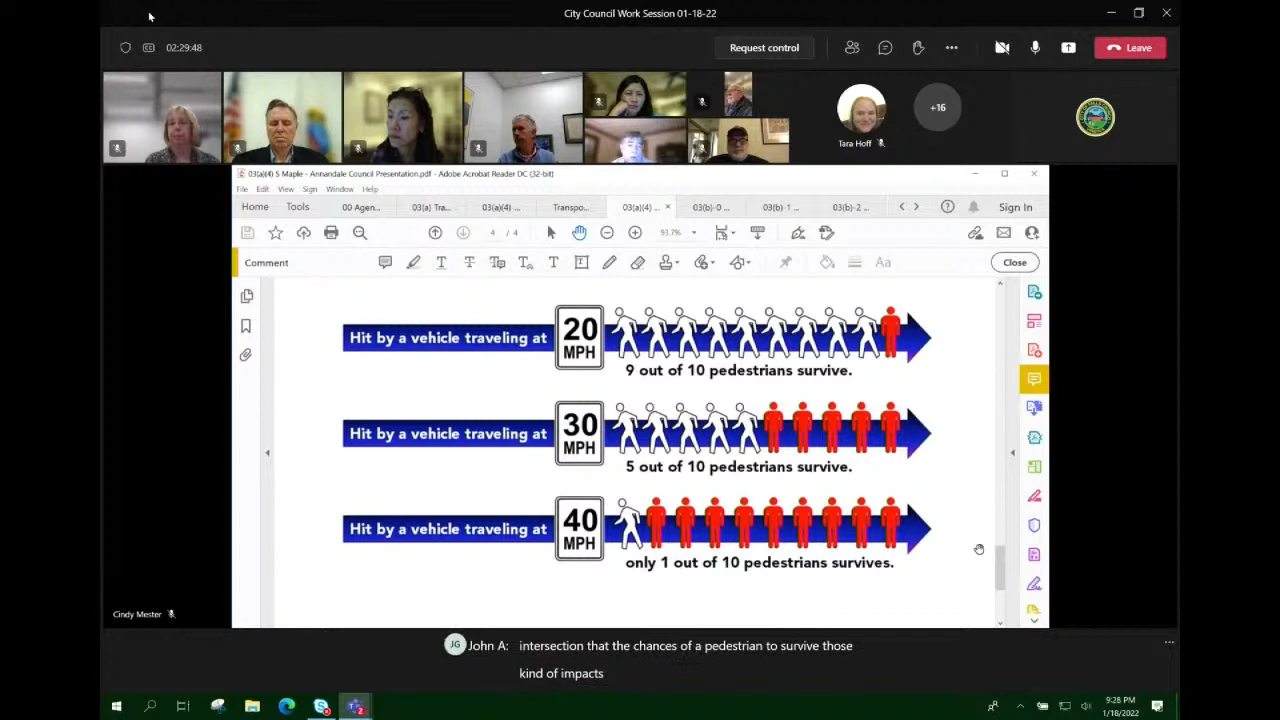 City Council Work Session 01-18-22
02:29:48
Request control
Leave
+16
Tara Hoff
03(a)(4) S Maple - Annandale Council Presentation.pdf - Adobe Acrobat Reader DC (32-bit)
File Edit View Sign Window Help
Home Tools 00 Agen... 03(a) Tra... 03(a)(4) -... Transpo... 03(a)(4) ... × 03(b)-0 ... 03(b)-1 ... 03(b)-2 ... Sign In
4 / 4 93.7%
Comment
Aa
Close
Hit by a vehicle traveling at
20
MPH
9 out of 10 pedestrians survive.
Hit by a vehicle traveling at
30
MPH
5 out of 10 pedestrians survive.
Hit by a vehicle traveling at
40
MPH
only 1 out of 10 pedestrians survives.
Cindy Mester
JG John A: intersection that the chances of a pedestrian to survive those
kind of impacts
9:28 PM
1/18/2022